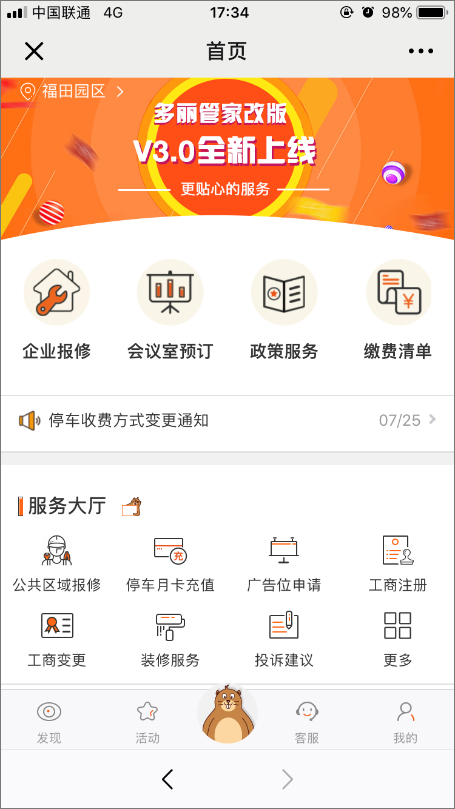 中国联通 4G 17:34 98%
首页
福田园区
多丽管家改版
V3.0全新上线
更贴心的服务
企业报修 会议室预订 政策服务 缴费清单
停车收费方式变更通知 07/25
服务大厅
公共区域报修 停车月卡充值 广告位申请 工商注册
工商变更 装修服务 投诉建议 更多
发现 活动 客服 我的